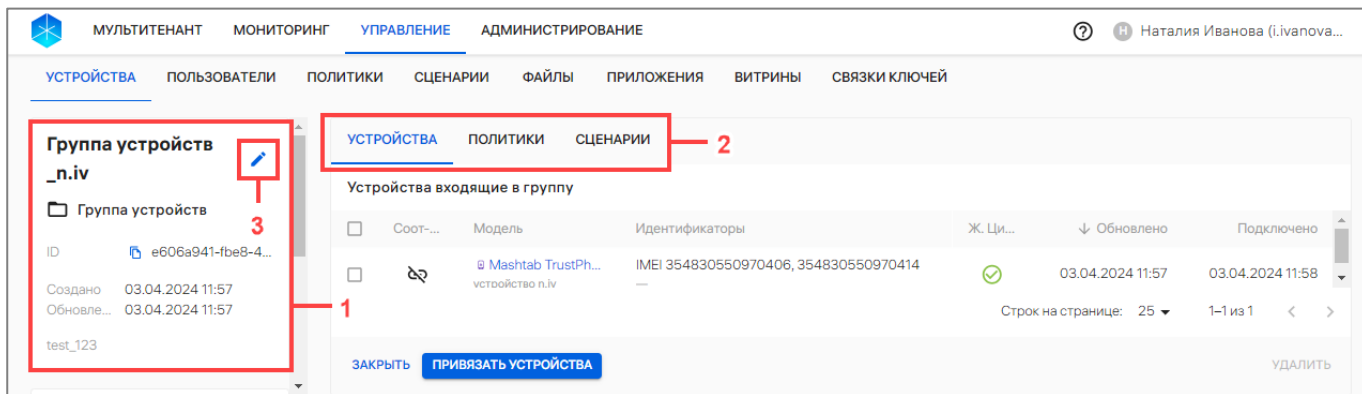 МУЛЬТИТЕНАНТ МОНИТОРИНГ УПРАВЛЕНИЕ АДМИНИСТРИРОВАНИЕ Н Наталия Иванова (i.ivanova...
УСТРОЙСТВА ПОЛЬЗОВАТЕЛИ ПОЛИТИКИ СЦЕНАРИИ ФАЙЛЫ ПРИЛОЖЕНИЯ ВИТРИНЫ СВЯЗКИ КЛЮЧЕЙ
Группа устройств
_n.iv
3
Группа устройств
ID e606a941-fbe8-4...
Создано 03.04.2024 11:57
Обновле... 03.04.2024 11:57
1
test_123
УСТРОЙСТВА ПОЛИТИКИ СЦЕНАРИИ 2
Устройства входящие в группу
Соот-... Модель Идентификаторы Ж. Ци... ↓ Обновлено Подключено
Mashtab TrustPh... IMEI 354830550970406, 354830550970414 03.04.2024 11:57 03.04.2024 11:58
устройство n.iv —
Строк на странице: 25 1–1 из 1 < >
ЗАКРЫТЬ ПРИВЯЗАТЬ УСТРОЙСТВА УДАЛИТЬ